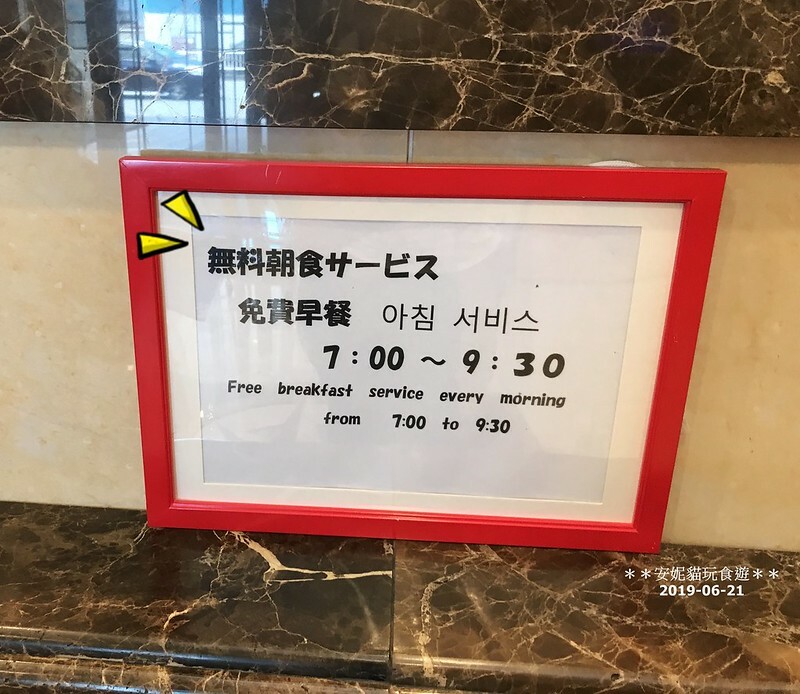 無料朝食サービス
免費早餐 아침 서비스
7：00 ～ 9：30
Free breakfast service every morning
from 7:00 to 9:30
＊＊安妮貓玩食遊＊＊
2019-06-21